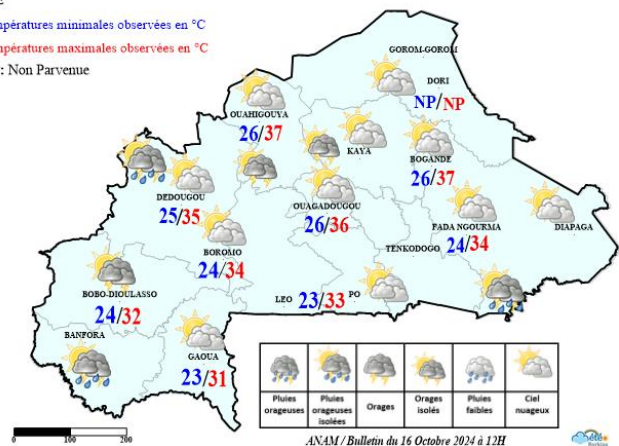 Températures minimales observées en °C
Températures maximales observées en °C
: Non Parvenue
GOROM-GOROM
DORI
NP/NP
OUAHIGOUYA
26/37
KAYA
BOGANDE
26/37
DEDOUGOU
25/35
OUAGADOUGOU
26/36
FADA NGOURMA
24/34
DIAPAGA
BOROMO
24/34
TENKODOGO
BOBO-DIOULASSO
24/32
LEO
23/33
PO
BANFORA
GAOUA
23/31
Pluies orageuses
Pluies orageuses isolées
Orages
Orages isolés
Pluies faibles
Ciel nuageux
0 100 200
ANAM / Bulletin du 16 Octobre 2024 à 12H